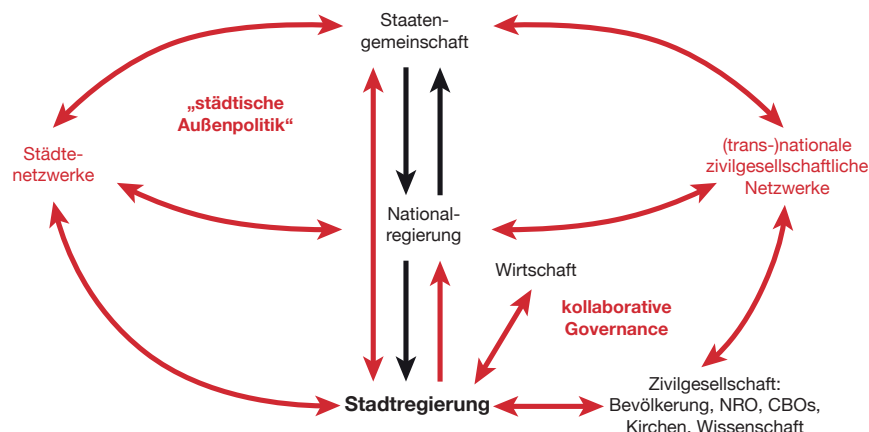 Staaten-
gemeinschaft
„städtische
Außenpolitik“
Städte-
netzwerke
(trans-)nationale
zivilgesellschaftliche
Netzwerke
National-
regierung
Wirtschaft
kollaborative
Governance
Stadtregierung
Zivilgesellschaft:
Bevölkerung, NRO, CBOs,
Kirchen, Wissenschaft